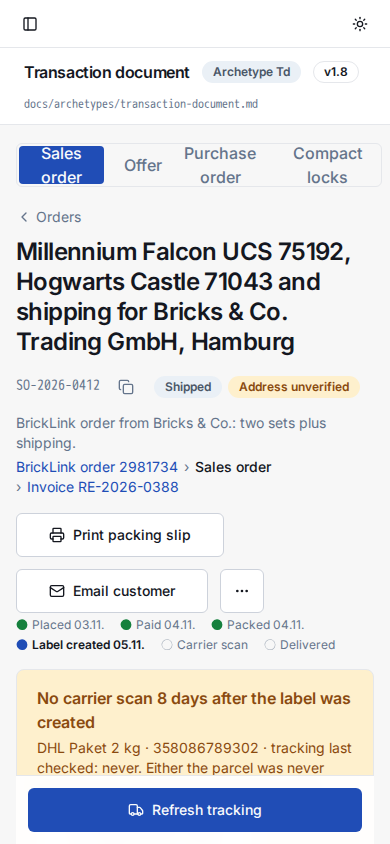 Transaction document Archetype Td v1.8
docs/archetypes/transaction-document.md
Sales order Offer Purchase order Compact locks
Orders
Millennium Falcon UCS 75192,
Hogwarts Castle 71043 and
shipping for Bricks & Co.
Trading GmbH, Hamburg
SO-2026-0412 Shipped Address unverified
BrickLink order from Bricks & Co.: two sets plus
shipping.
BrickLink order 2981734 › Sales order
› Invoice RE-2026-0388
Print packing slip
Email customer ···
Placed 03.11. Paid 04.11. Packed 04.11.
Label created 05.11. Carrier scan Delivered
No carrier scan 8 days after the label was
created
DHL Paket 2 kg · 358086789302 · tracking last
checked: never. Either the parcel was never
Refresh tracking